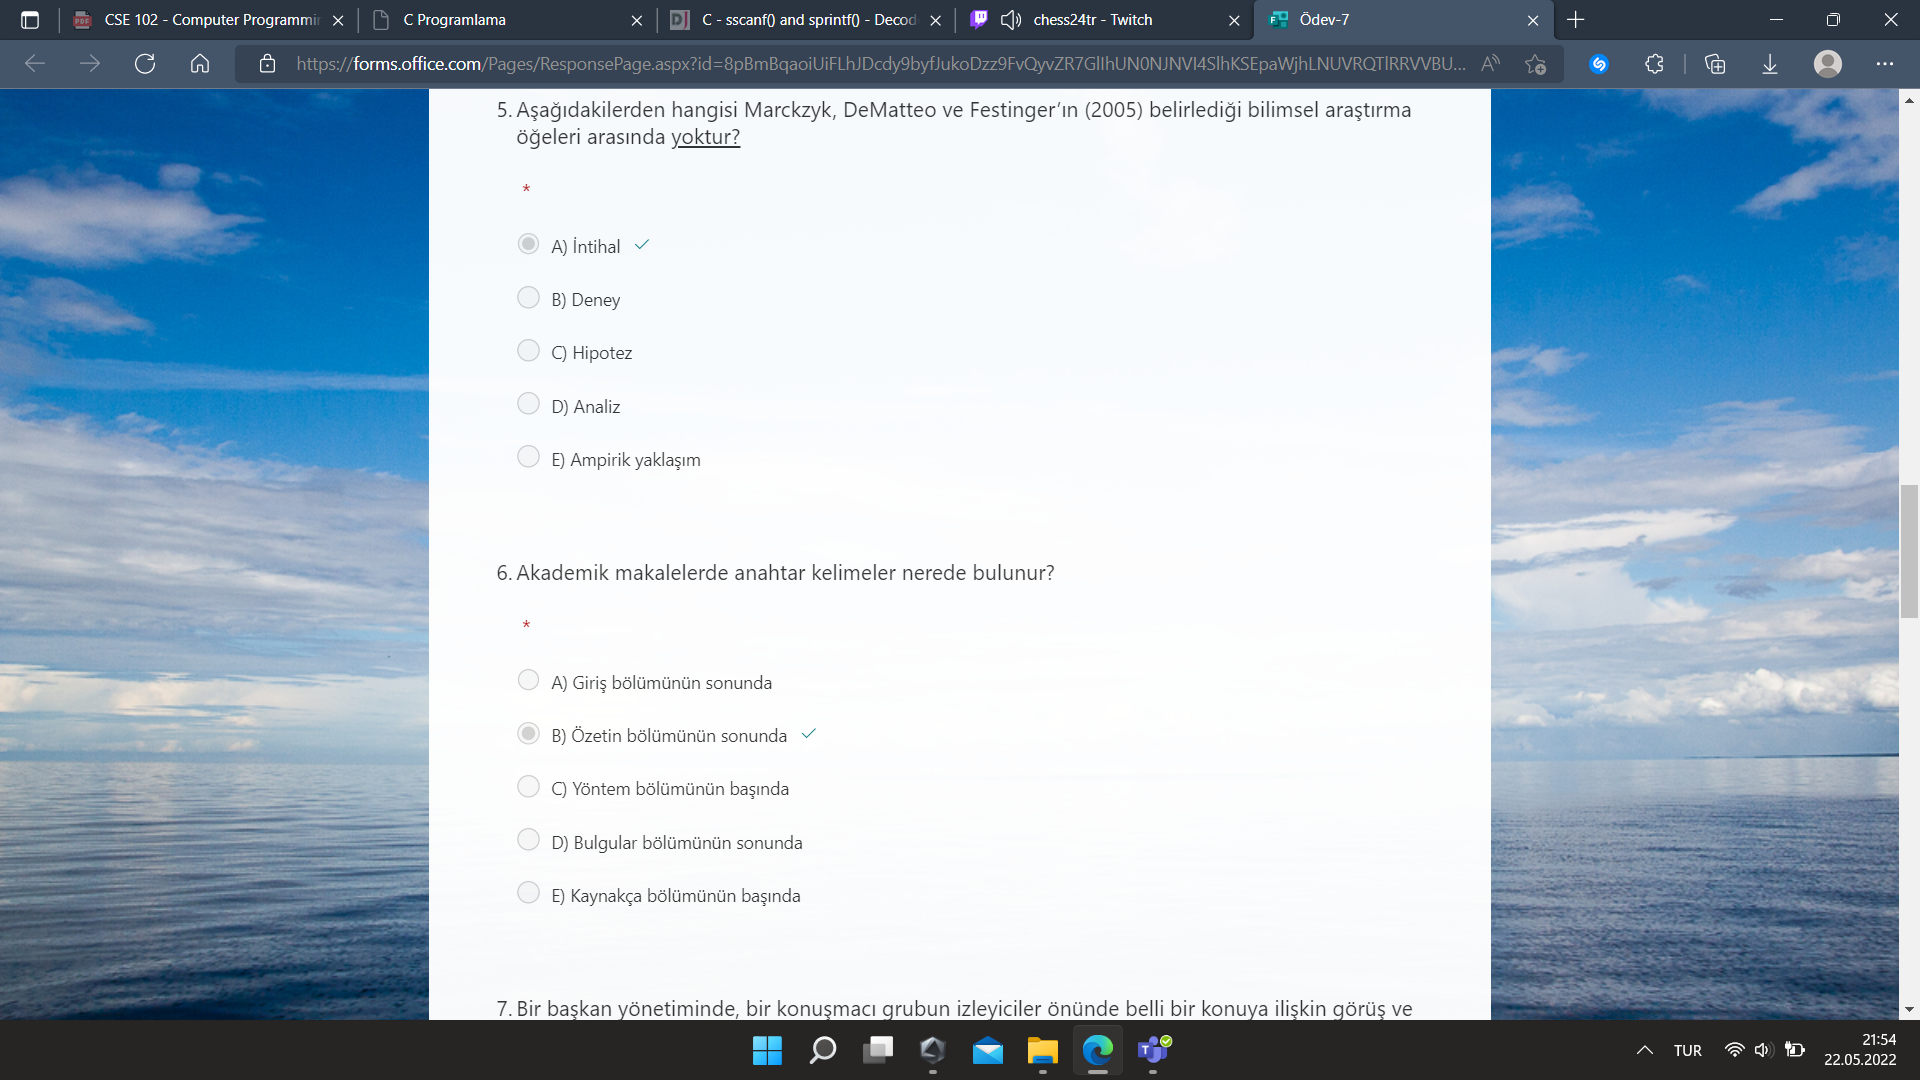 CSE 102 - Computer Programmin
C Programlama
C - sscanf() and sprintf() - Decod
chess24tr - Twitch
Ödev-7
https://forms.office.com/Pages/ResponsePage.aspx?id=
5. Aşağıdakilerden hangisi Marckzyk, DeMatteo ve Festinger'ın (2005) belirlediği bilimsel araştırma
öğeleri arasında yoktur?
*
A) İntihal
B) Deney
C) Hipotez
D) Analiz
E) Ampirik yaklaşım
6. Akademik makalelerde anahtar kelimeler nerede bulunur?
*
A) Giriş bölümünün sonunda
B) Özetin bölümünün sonunda
C) Yöntem bölümünün başında
D) Bulgular bölümünün sonunda
E) Kaynakça bölümünün başında
7. Bir başkan yönetiminde, bir konuşmacı grubun izleyiciler önünde belli bir konuya ilişkin görüş ve
TUR
21:54
22.05.2022